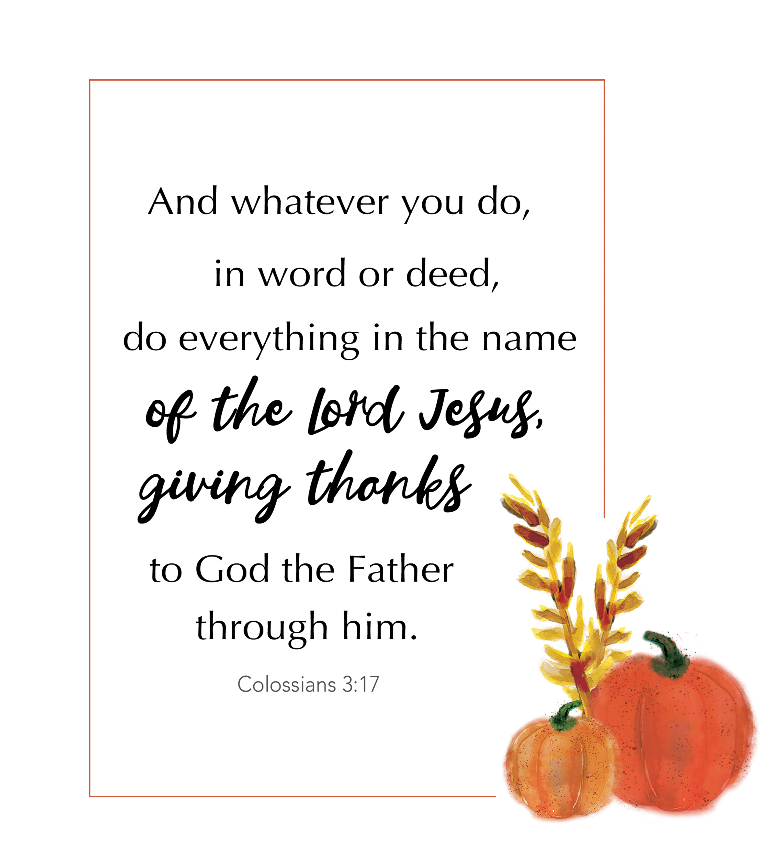 And whatever you do,
in word or deed,
do everything in the name
of the Lord Jesus,
giving thanks
to God the Father
through him.
Colossians 3:17